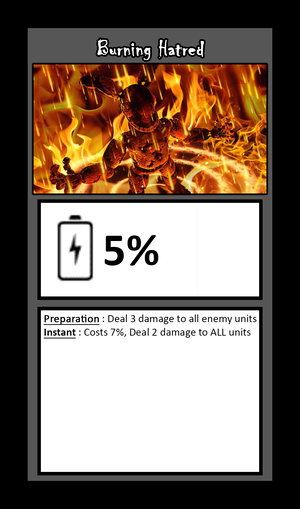 Burning Hatred
5%
Preparation : Deal 3 damage to all enemy units
Instant : Costs 7%, Deal 2 damage to ALL units